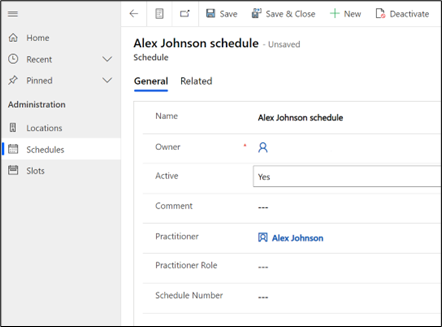 Save
Save & Close
New
Deactivate
Home
Recent
Pinned
Administration
Locations
Schedules
Slots
Alex Johnson schedule - Unsaved
Schedule
General Related
Name Alex Johnson schedule
Owner *
Active Yes
Comment ---
Practitioner Alex Johnson
Practitioner Role ---
Schedule Number ---